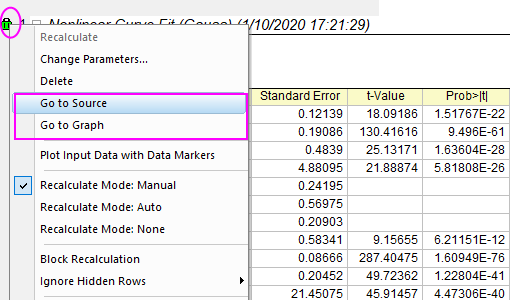 Nonlinear Curve Fit (Gauss) (1/10/2020 17:21:29)
Recalculate
Change Parameters...
Delete
Go to Source
Go to Graph
Plot Input Data with Data Markers
Recalculate Mode: Manual
Recalculate Mode: Auto
Recalculate Mode: None
Block Recalculation
Ignore Hidden Rows
Standard Error t-Value Prob>|t|
0.12139 18.09186 1.51767E-22
0.19086 130.41616 9.496E-61
0.4839 25.13171 1.63604E-28
4.88095 21.88874 5.81808E-26
0.24195
0.56975
0.20903
0.58341 9.15655 6.21151E-12
0.08666 287.40475 1.60949E-76
0.20452 49.72362 1.22804E-41
21.45075 45.91457 4.47306E-40